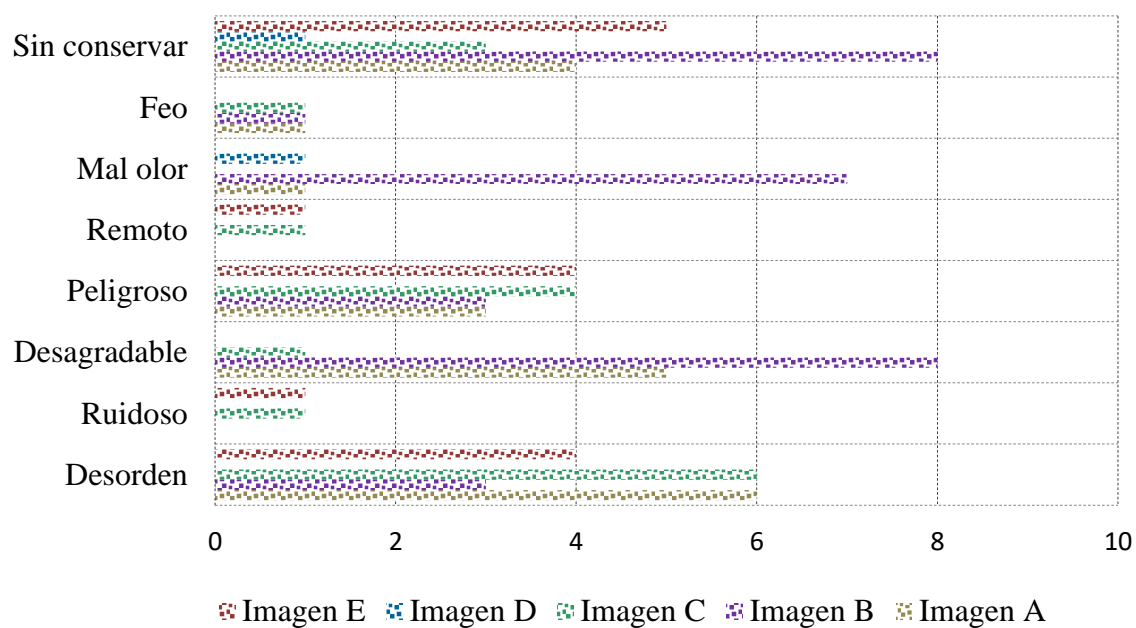 Sin conservar
Feo
Mal olor
Remoto
Peligroso
Desagradable
Ruidoso
Desorden
0 2 4 6 8 10
Imagen E Imagen D Imagen C Imagen B Imagen A